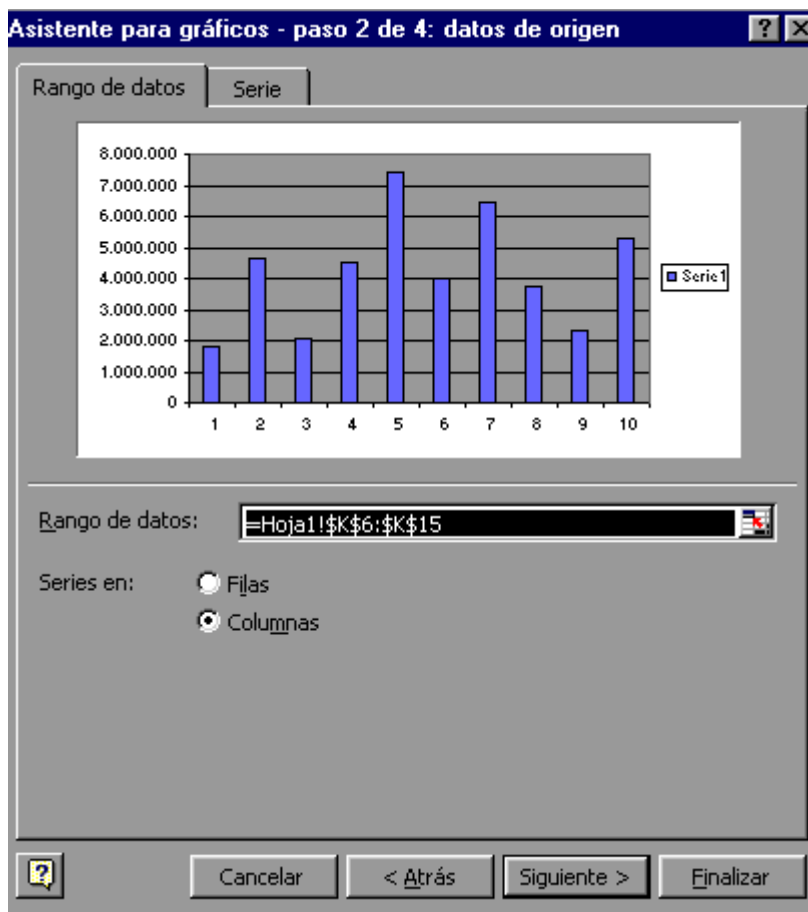 Asistente para gráficos - paso 2 de 4: datos de origen
Rango de datos
Serie
8.000.000
7.000.000
6.000.000
5.000.000
4.000.000
3.000.000
2.000.000
1.000.000
0
1 2 3 4 5 6 7 8 9 10
Serie1
Rango de datos: =Hoja1!$K$6:$K$15
Series en: Filas
Columnas
Cancelar < Atrás Siguiente > Finalizar